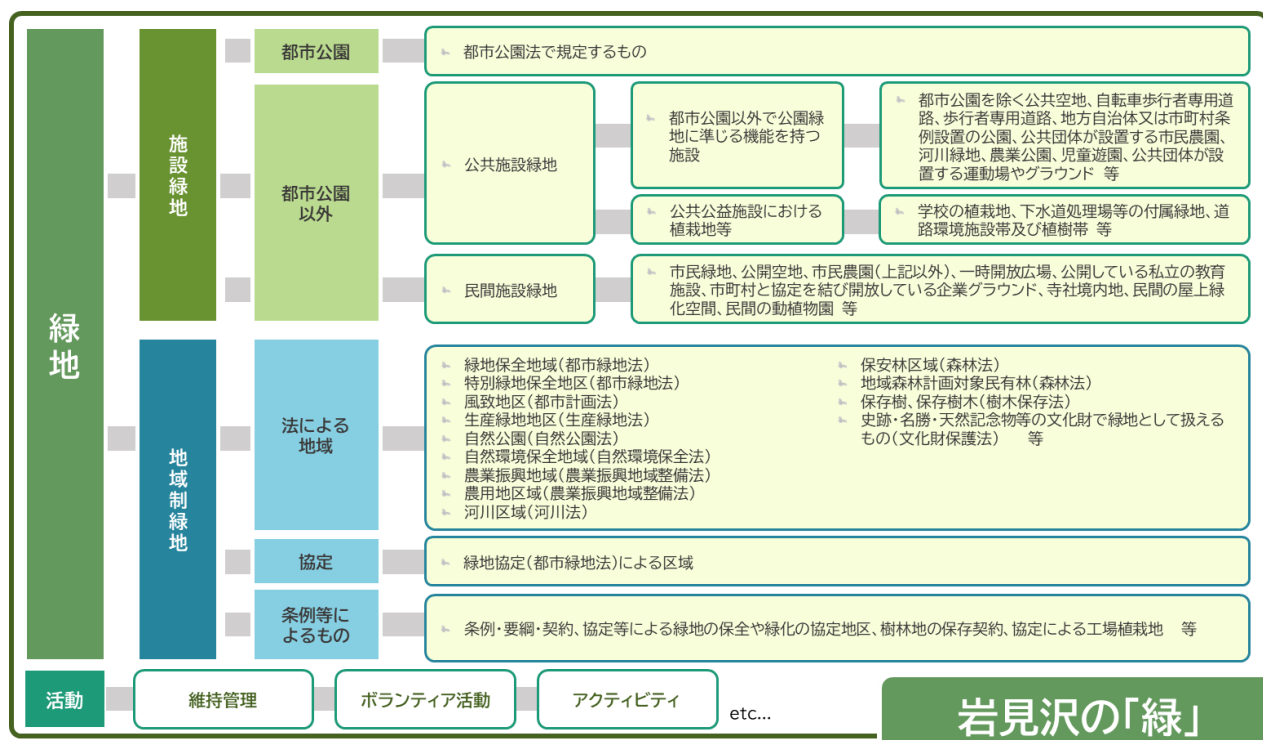 緑地
施設緑地
都市公園
都市公園法で規定するもの
都市公園
以外
公共施設緑地
都市公園以外で公園緑
地に準じる機能を持つ
施設
都市公園を除く公共空地、自転車歩行者専用道
路、歩行者専用道路、地方自治体又は市町村条
例設置の公園、公共団体が設置する市民農園、
河川緑地、農業公園、児童遊園、公共団体が設
置する運動場やグラウンド 等
公共公益施設における
植栽地等
学校の植栽地、下水道処理場等の付属緑地、道
路環境施設帯及び植樹帯 等
民間施設緑地
市民緑地、公開空地、市民農園(上記以外)、一時開放広場、公開している私立の教育
施設、市町村と協定を結び開放している企業グラウンド、寺社境内地、民間の屋上緑
化空間、民間の動植物園 等
地域制緑地
法による
地域
緑地保全地域(都市緑地法)
特別緑地保全地区(都市緑地法)
風致地区(都市計画法)
生産緑地地区(生産緑地法)
自然公園(自然公園法)
自然環境保全地域(自然環境保全法)
農業振興地域(農業振興地域整備法)
農用地区域(農業振興地域整備法)
河川区域(河川法)
保安林区域(森林法)
地域森林計画対象民有林(森林法)
保存樹、保存樹木(樹木保存法)
史跡・名勝・天然記念物等の文化財で緑地として扱える
もの(文化財保護法) 等
協定
緑地協定(都市緑地法)による区域
条例等に
よるもの
条例・要綱・契約、協定等による緑地の保全や緑化の協定地区、樹林地の保存契約、協定による工場植栽地 等
活動
維持管理
ボランティア活動
アクティビティ
etc...
岩見沢の「緑」